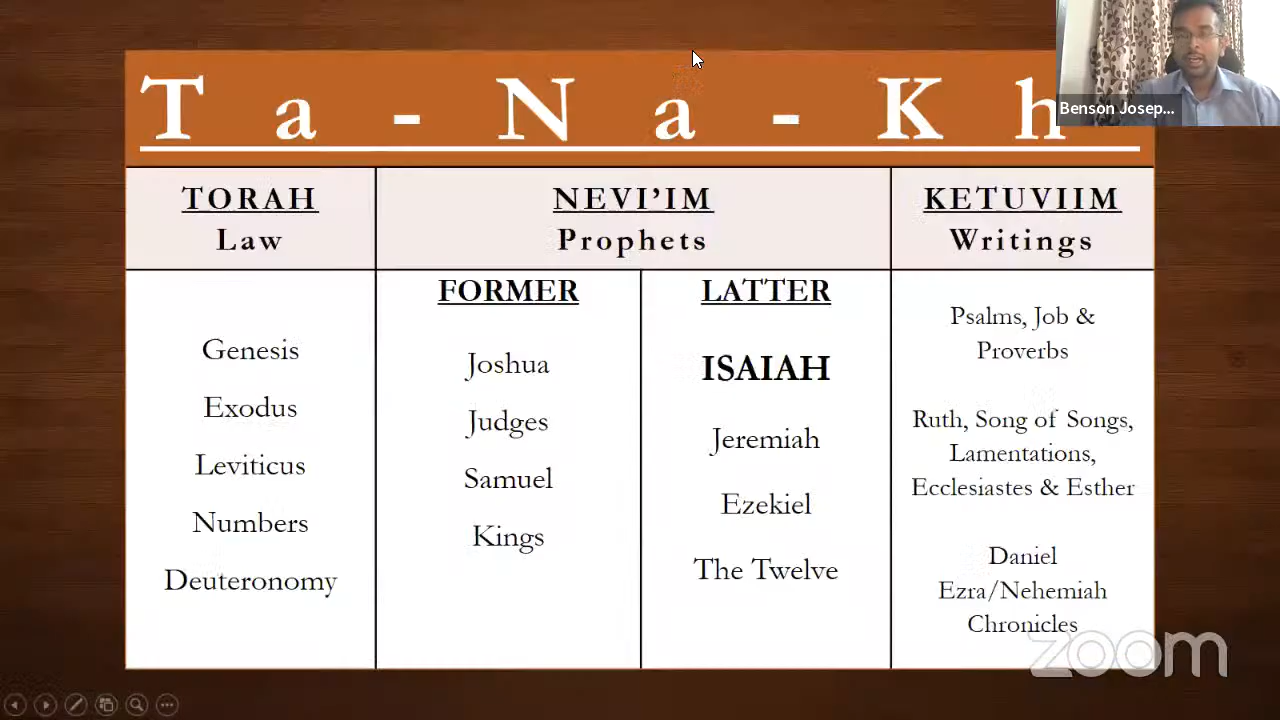 T a - N a - K h
Benson Josep...
TORAH
Law
NEVI’IM
Prophets
KETUVIIM
Writings
Genesis
Exodus
Leviticus
Numbers
Deuteronomy
FORMER
Joshua
Judges
Samuel
Kings
LATTER
ISAIAH
Jeremiah
Ezekiel
The Twelve
Psalms, Job &
Proverbs
Ruth, Song of Songs,
Lamentations,
Ecclesiastes & Esther
Daniel
Ezra/Nehemiah
Chronicles
zoom